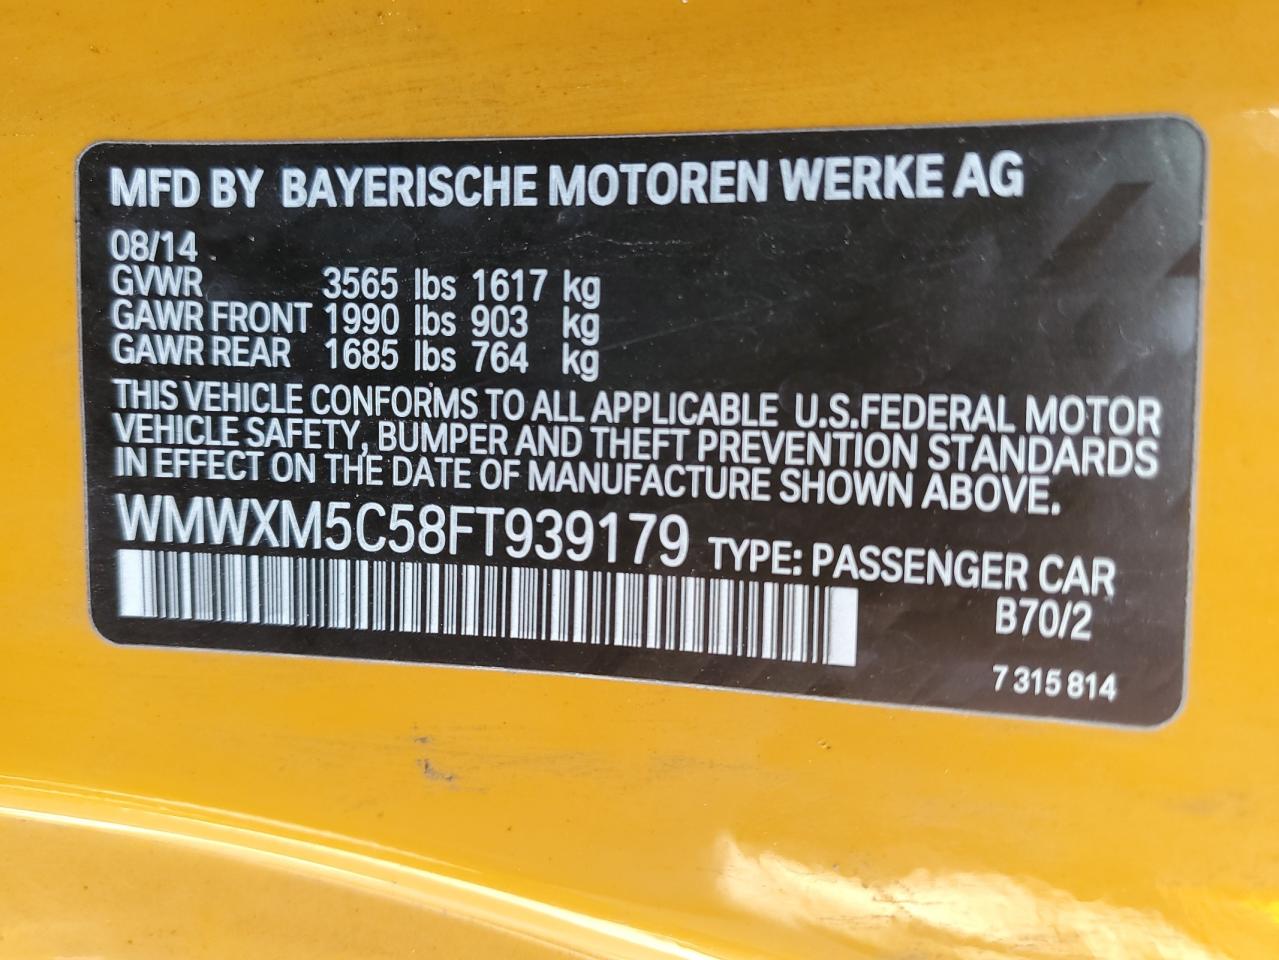 MFD BY BAYERISCHE MOTOREN WERKE AG
08/14
GVWR 3565 lbs 1617 kg
GAWR FRONT 1990 lbs 903 kg
GAWR REAR 1685 lbs 764 kg
THIS VEHICLE CONFORMS TO ALL APPLICABLE U.S.FEDERAL MOTOR
VEHICLE SAFETY, BUMPER AND THEFT PREVENTION STANDARDS
IN EFFECT ON THE DATE OF MANUFACTURE SHOWN ABOVE.
WMWXM5C58FT939179 TYPE: PASSENGER CAR
B70/2
7 315 814